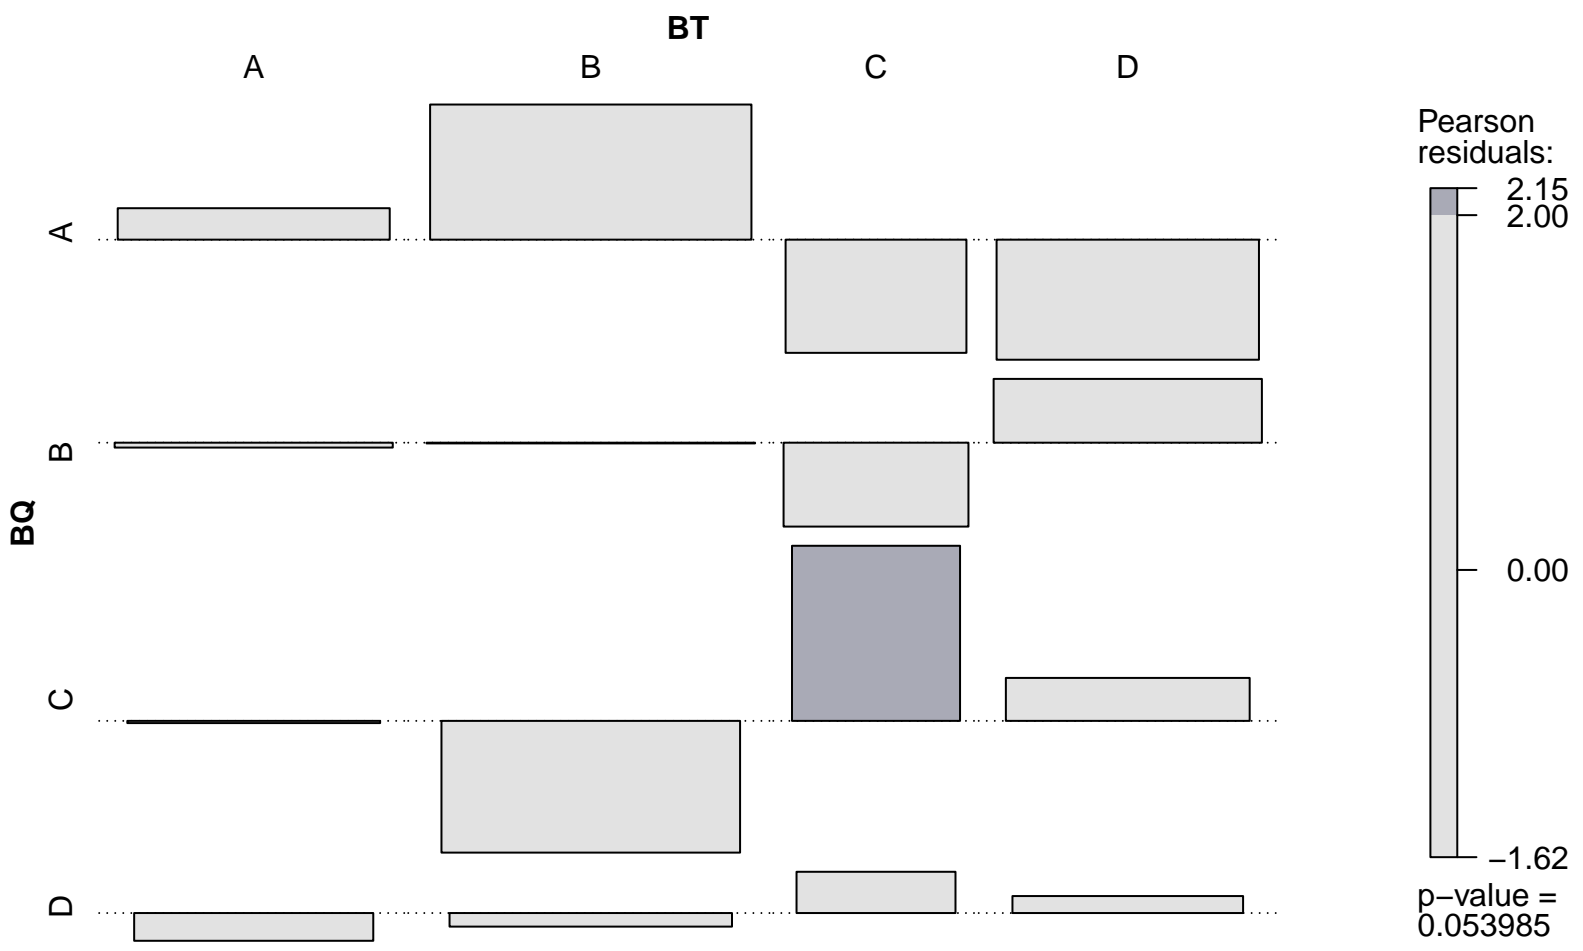 BT
A B C D
Pearson
residuals:
2.15
2.00
0.00
−1.62
p−value =
0.053985
BQ
A
B
C
D